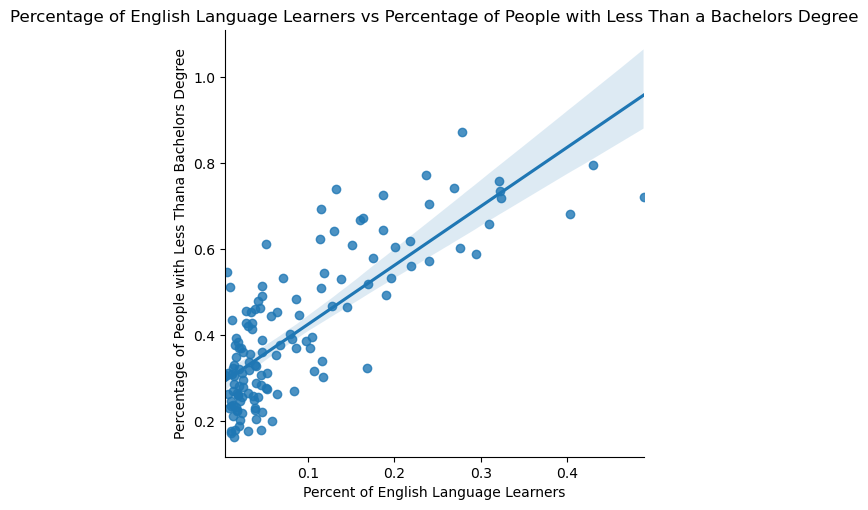 Percentage of English Language Learners vs Percentage of People with Less Than a Bachelors Degree
Percentage of People with Less Thana Bachelors Degree
1.0
0.8
0.6
0.4
0.2
0.1 0.2 0.3 0.4
Percent of English Language Learners